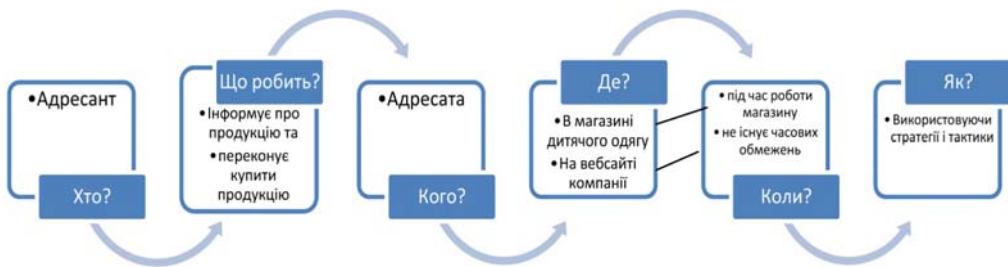 •Адресант
Хто?
Що робить?
•Інформує про
продукцію та
•переконує
купити
продукцію
•Адресата
Кого?
Де?
•В магазині
дитячого одягу
•На вебсайті
компанії
•під час роботи
магазину
•не існує часових
обмежень
Коли?
Як?
•Використовуючи
стратегії і тактики